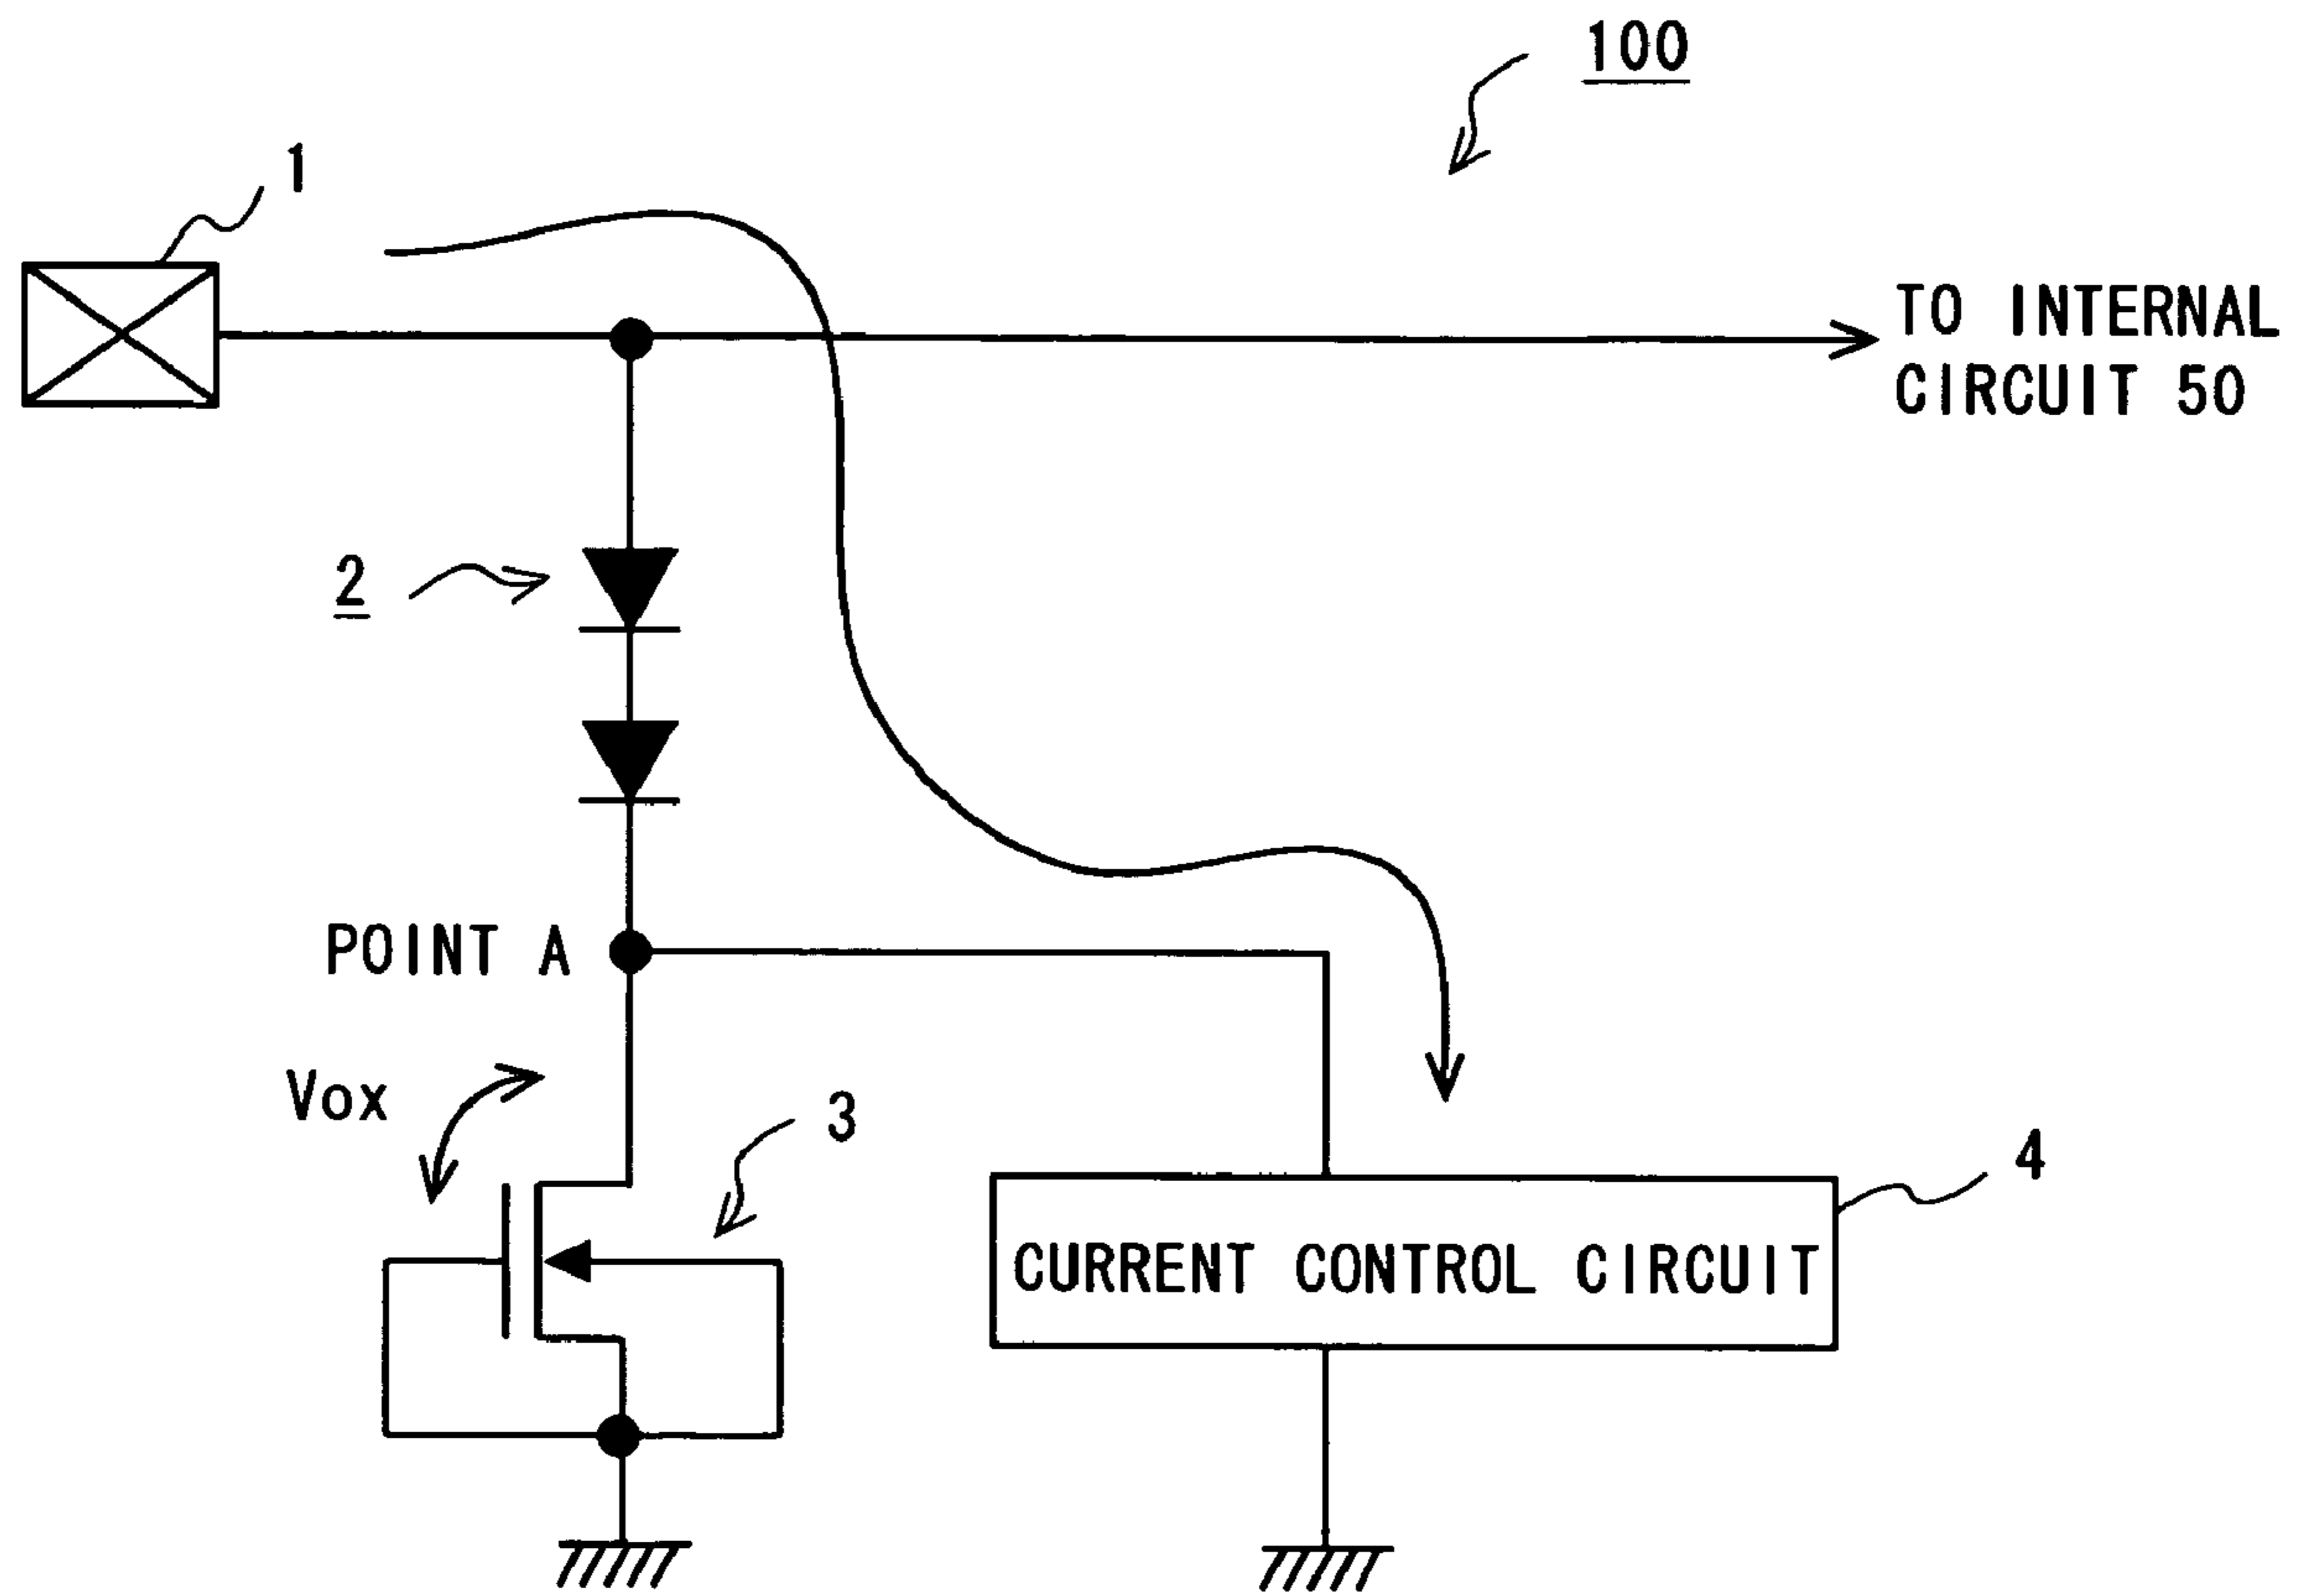 100
1
TO INTERNAL
CIRCUIT 50
2
POINT A
Vox
3
4
CURRENT CONTROL CIRCUIT